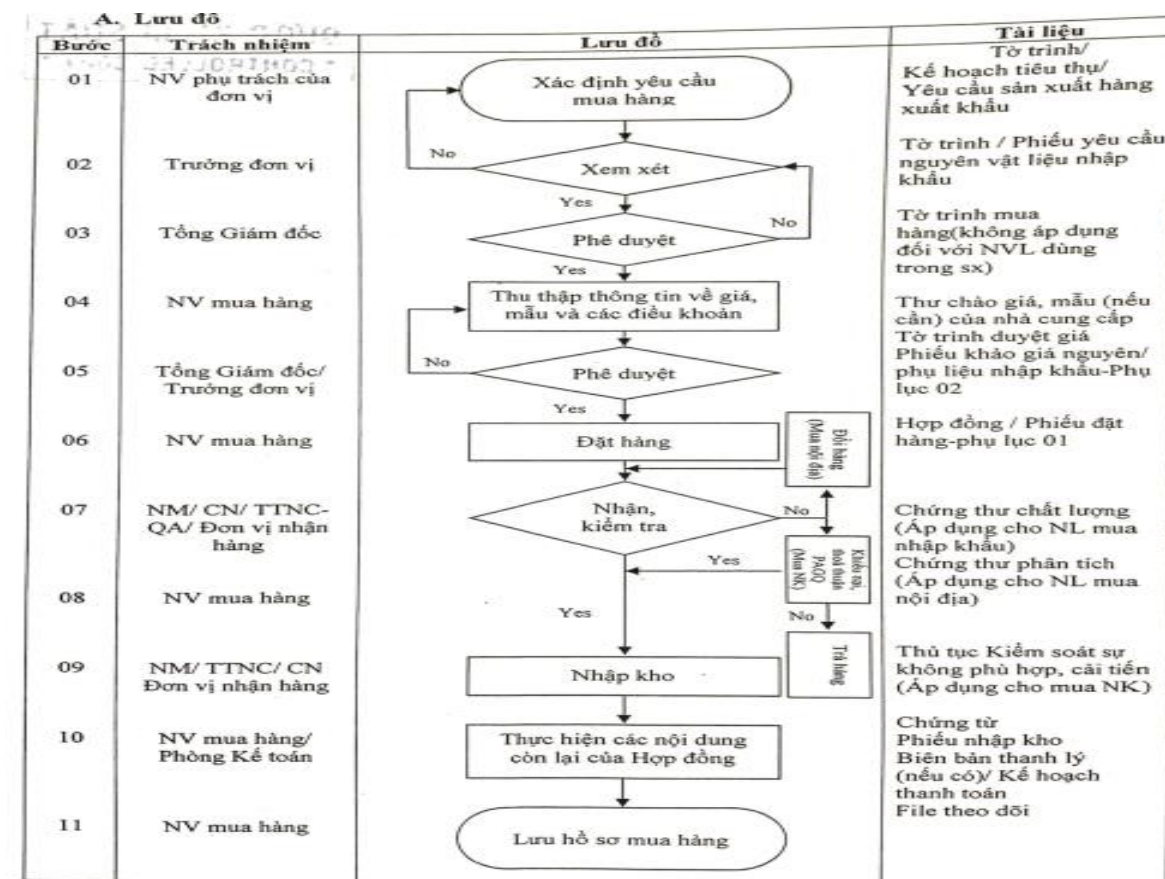 A. Lưu đồ
Bước Trách nhiệm Lưu đồ Tài liệu
01 NV phụ trách của
đơn vị
Xác định yêu cầu
mua hàng
Tờ trình/
Kế hoạch tiêu thụ/
Yêu cầu sản xuất hàng
xuất khẩu
02 Trưởng đơn vị
No
Xem xét
Yes
Tờ trình / Phiếu yêu cầu
nguyên vật liệu nhập
khẩu
03 Tổng Giám đốc
Phê duyệt
No
Yes
Tờ trình mua
hàng(không áp dụng
đối với NVL dùng
trong sx)
04 NV mua hàng
Thu thập thông tin về giá,
mẫu và các điều khoản
Thư chào giá, mẫu (nếu
cần) của nhà cung cấp
Tờ trình duyệt giá
Phiếu khảo giá nguyên/
phụ liệu nhập khẩu-Phụ
lục 02
05 Tổng Giám đốc/
Trưởng đơn vị
No
Phê duyệt
Yes
06 NV mua hàng
Đặt hàng
Đổi hàng
(Mua nội địa)
Hợp đồng / Phiếu đặt
hàng-phụ lục 01
07 NM/ CN/ TTNC-
QA/ Đơn vị nhận
hàng
Nhận,
kiểm tra
No
Chứng thư chất lượng
(Áp dụng cho NL mua
nhập khẩu)
Chứng thư phân tích
(Áp dụng cho NL mua
nội địa)
08 NV mua hàng
Yes
Khiếu nại,
thoả thuận
PAGQ
(Mua NK)
Yes
No
Trả hàng
09 NM/ TTNC/ CN
Đơn vị nhận hàng
Nhập kho
Thủ tục Kiểm soát sự
không phù hợp, cải tiến
(Áp dụng cho mua NK)
10 NV mua hàng/
Phòng Kế toán
Thực hiện các nội dung
còn lại của Hợp đồng
Chứng từ
Phiếu nhập kho
Biên bản thanh lý
(nếu có)/ Kế hoạch
thanh toán
File theo dõi
11 NV mua hàng
Lưu hồ sơ mua hàng